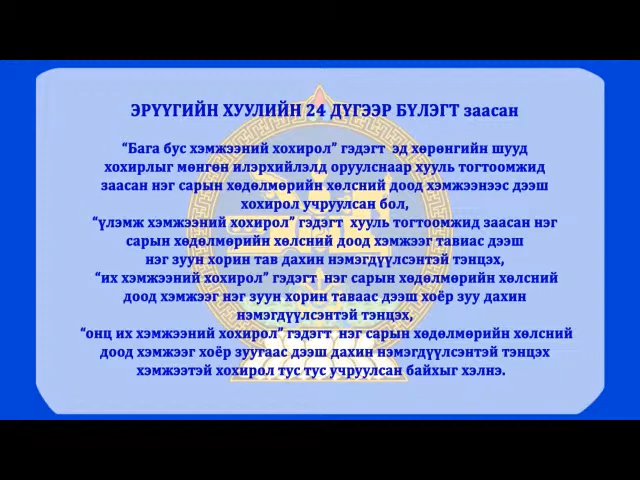 ЭРҮҮГИЙН ХУУЛИЙН 24 ДҮГЭЭР БҮЛЭГТ заасан
“Бага бус хэмжээний хохирол” гэдэгт эд хөрөнгийн шууд
хохирлыг мөнгөн илэрхийлэлд оруулснаар хууль тогтоомжид
заасан нэг сарын хөдөлмөрийн хөлсний доод хэмжээнээс дээш
хохирол учруулсан бол,
“үлэмж хэмжээний хохирол” гэдэгт хууль тогтоомжид заасан нэг
сарын хөдөлмөрийн хөлсний доод хэмжээг тавиас дээш
нэг зуун хорин тав дахин нэмэгдүүлсэнтэй тэнцэх,
“их хэмжээний хохирол” гэдэгт нэг сарын хөдөлмөрийн хөлсний
доод хэмжээг нэг зуун хорин таваас дээш хоёр зуу дахин
нэмэгдүүлсэнтэй тэнцэх,
“онц их хэмжээний хохирол” гэдэгт нэг сарын хөдөлмөрийн хөлсний
доод хэмжээг хоёр зуугаас дээш дахин нэмэгдүүлсэнтэй тэнцэх
хэмжээтэй хохирол тус тус учруулсан байхыг хэлнэ.